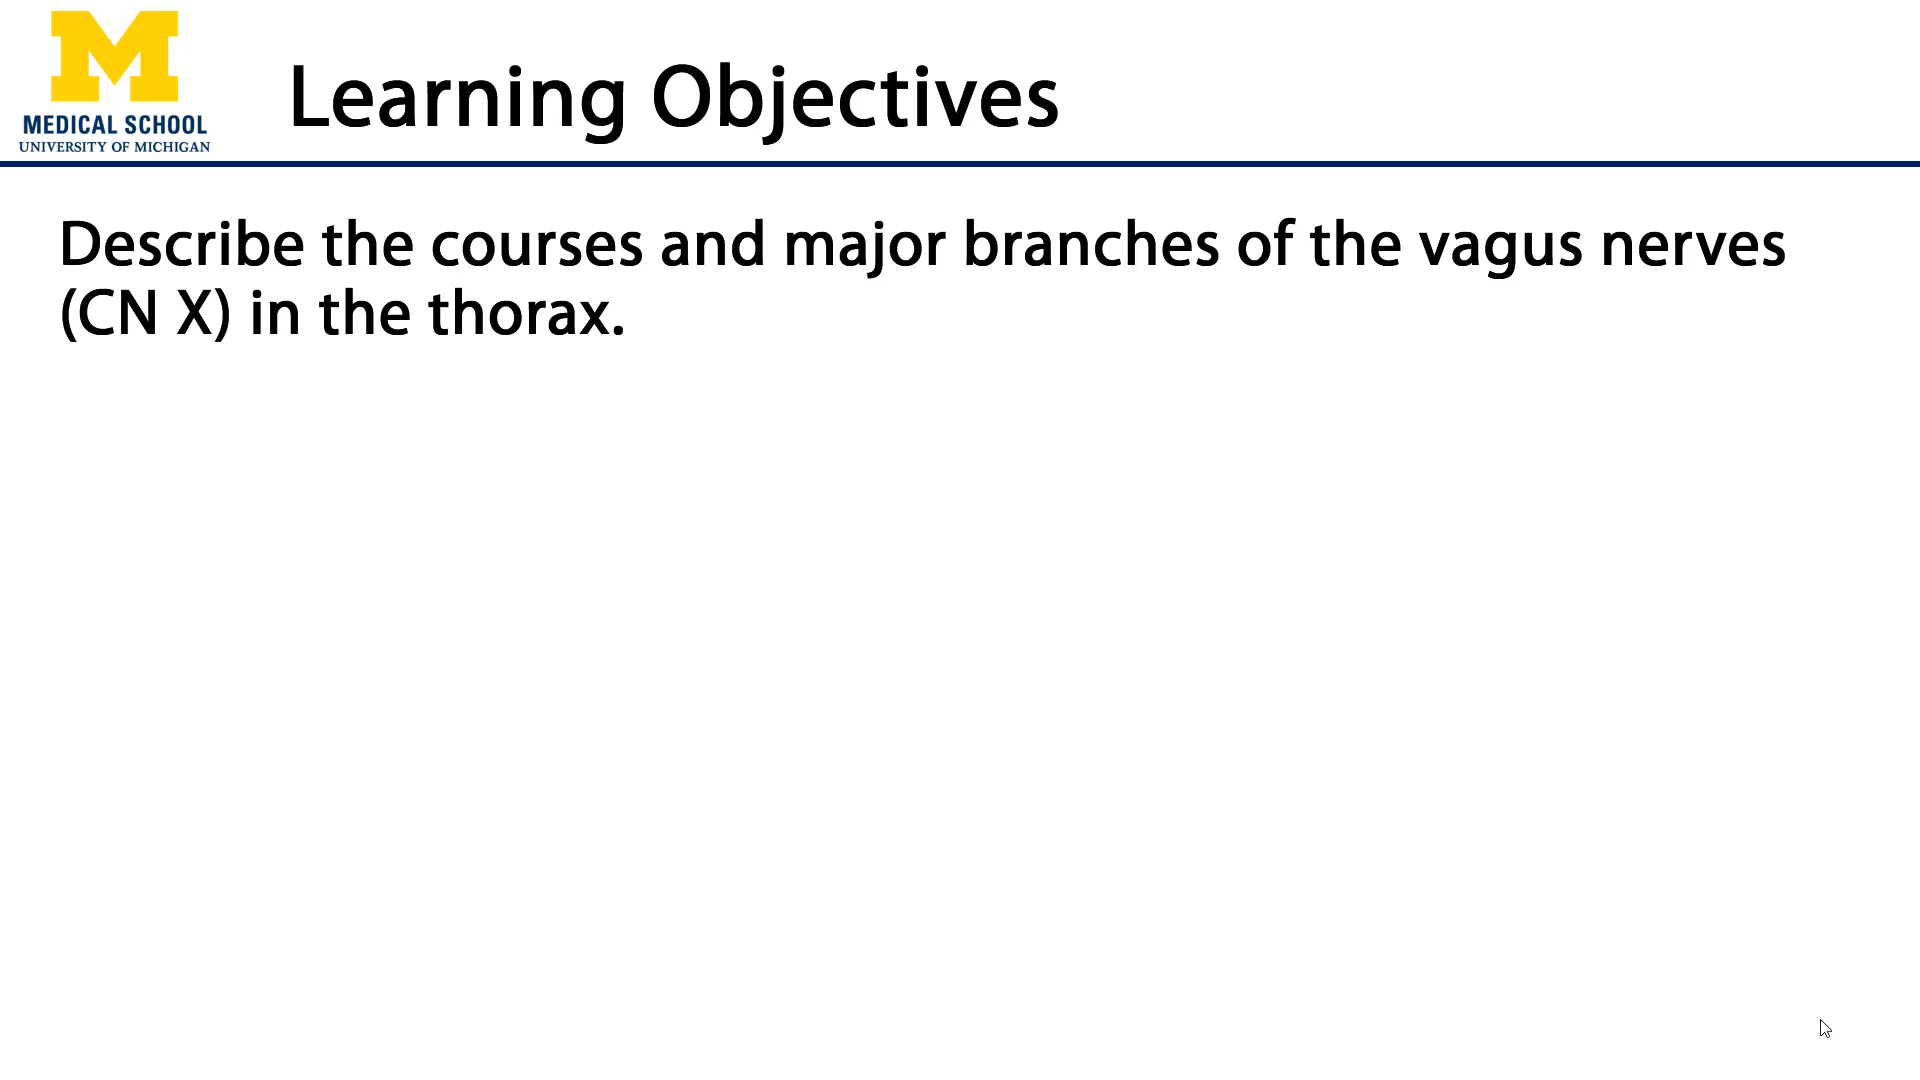 M
MEDICAL SCHOOL
UNIVERSITY OF MICHIGAN
Learning Objectives
Describe the courses and major branches of the vagus nerves
(CN X) in the thorax.